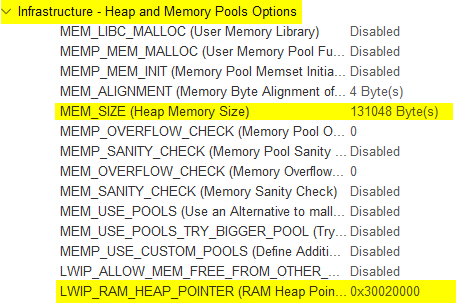 Infrastructure - Heap and Memory Pools Options
MEM_LIBC_MALLOC (User Memory Library) Disabled
MEMP_MEM_MALLOC (User Memory Pool Fu... Disabled
MEMP_MEM_INIT (Memory Pool Memset Initia... Disabled
MEM_ALIGNMENT (Memory Byte Alignment of... 4 Byte(s)
MEM_SIZE (Heap Memory Size) 131048 Byte(s)
MEMP_OVERFLOW_CHECK (Memory Pool O... 0
MEMP_SANITY_CHECK (Memory Pool Sanity ... Disabled
MEM_OVERFLOW_CHECK (Memory Overflow... 0
MEM_SANITY_CHECK (Memory Sanity Check) Disabled
MEM_USE_POOLS (Use an Alternative to mall... Disabled
MEM_USE_POOLS_TRY_BIGGER_POOL (Try... Disabled
MEMP_USE_CUSTOM_POOLS (Define Additi... Disabled
LWIP_ALLOW_MEM_FREE_FROM_OTHER_... Disabled
LWIP_RAM_HEAP_POINTER (RAM Heap Poin... 0x30020000